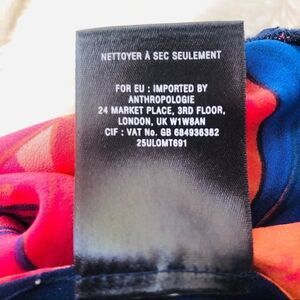 NETTOYER À SEC SEULEMENT
FOR EU : IMPORTED BY
ANTHROPOLOGIE
24 MARKET PLACE, 3RD FLOOR,
LONDON, UK W1W8AN
CIF : VAT No. GB 684936382
25ULOMT691